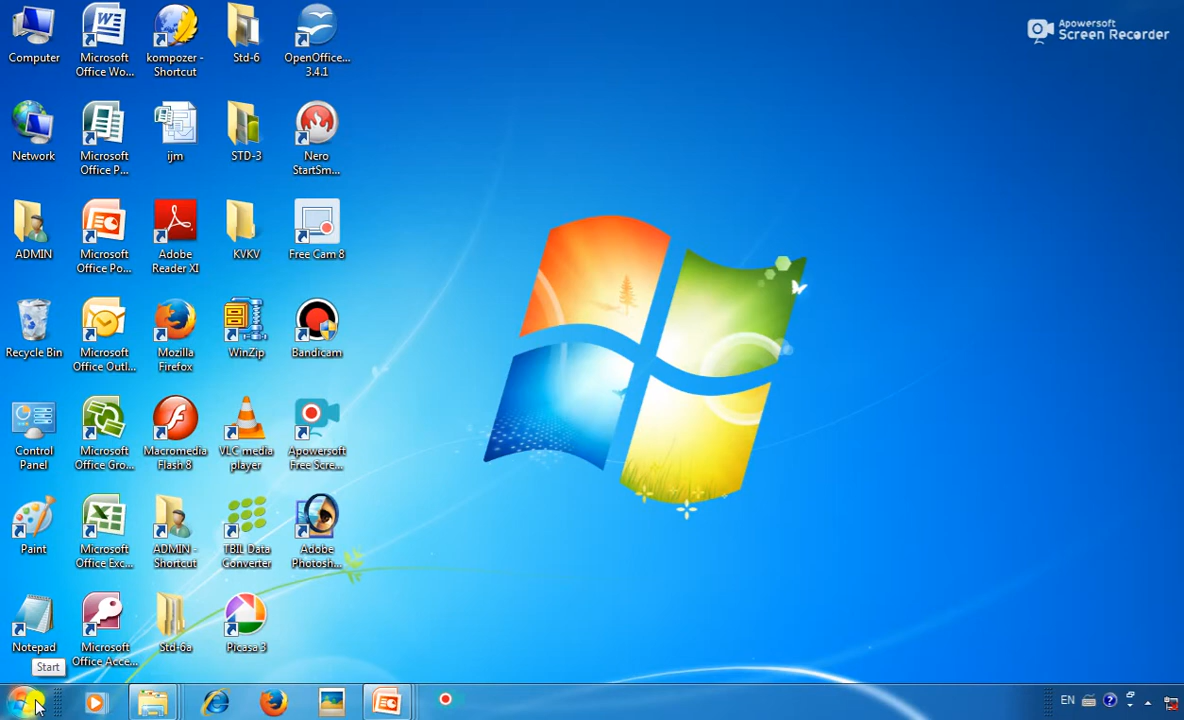 Computer
Microsoft
Office Wo...
kompozer -
Shortcut
Std-6
OpenOffice...
3.4.1
Apowersoft
Screen Recorder
Network
Microsoft
Office P...
ijm
STD-3
Nero
StartSm...
ADMIN
Microsoft
Office Po...
Adobe
Reader XI
KVKV
Free Cam 8
Recycle Bin
Microsoft
Office Outl...
Mozilla
Firefox
WinZip
Bandicam
Control
Panel
Microsoft
Office Gro...
Macromedia
Flash 8
VLC media
player
Apowersoft
Free Scre...
Paint
Microsoft
Office Exc...
ADMIN -
Shortcut
TBIL Data
Converter
Adobe
Photosh...
Notepad
Microsoft
Office Acce...
Std-6a
Picasa 3
Start
EN